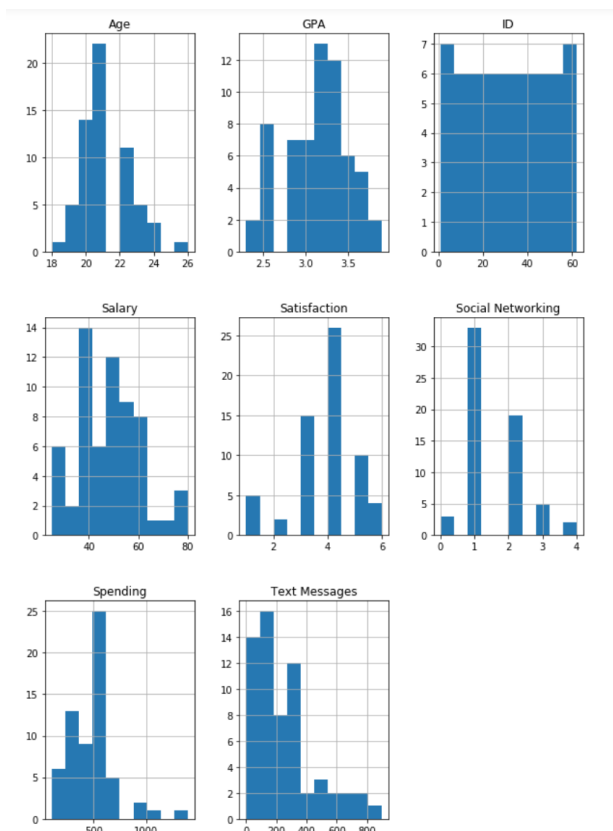 Age GPA ID
20 15 10 5 0
18 20 22 24 26
12 10 8 6 4 2 0
2.5 3.0 3.5
7 6 5 4 3 2 1 0
0 20 40 60
Salary Satisfaction Social Networking
14 12 10 8 6 4 2 0
40 60 80
25 20 15 10 5 0
2 4 6
30 25 20 15 10 5 0
0 1 2 3 4
Spending Text Messages
25 20 15 10 5 0
500 1000
16 14 12 10 8 6 4 2 0
0 200 400 600 800